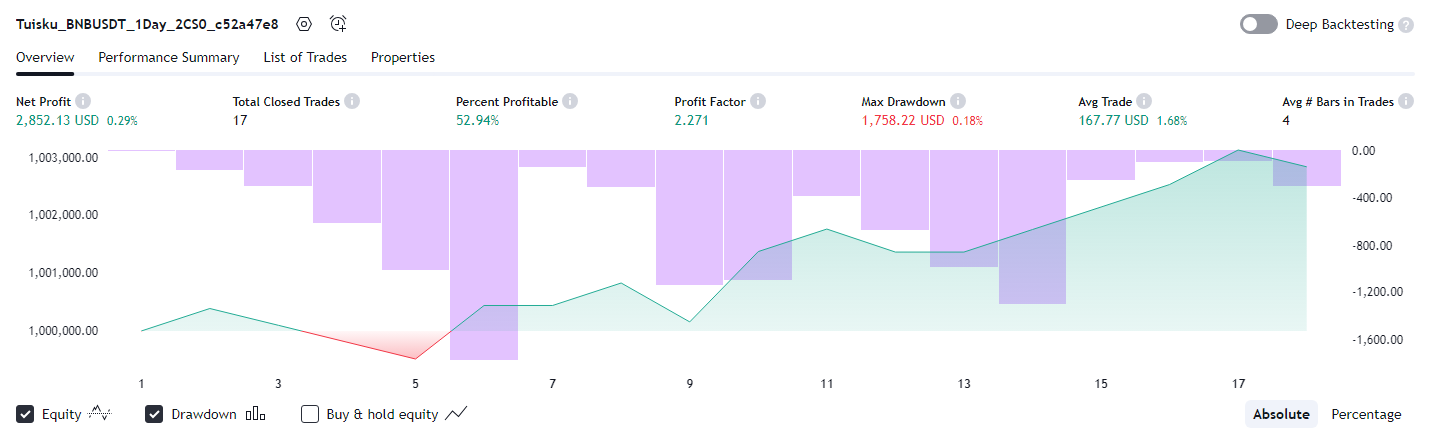 Tuisku_BNBUSDT_1Day_2CS0_c52a47e8 Deep Backtesting ?
Overview Performance Summary List of Trades Properties
Net Profit Total Closed Trades Percent Profitable Profit Factor Max Drawdown Avg Trade Avg # Bars in Trades
2,852.13 USD 0.29% 17 52.94% 2.271 1,758.22 USD 0.18% 167.77 USD 1.68% 4
1,003,000.00 0.00
1,002,000.00 -400.00
1,001,000.00 -800.00
1,000,000.00 -1,200.00
-1,600.00
1 3 5 7 9 11 13 15 17
Equity Drawdown Buy & hold equity Absolute Percentage